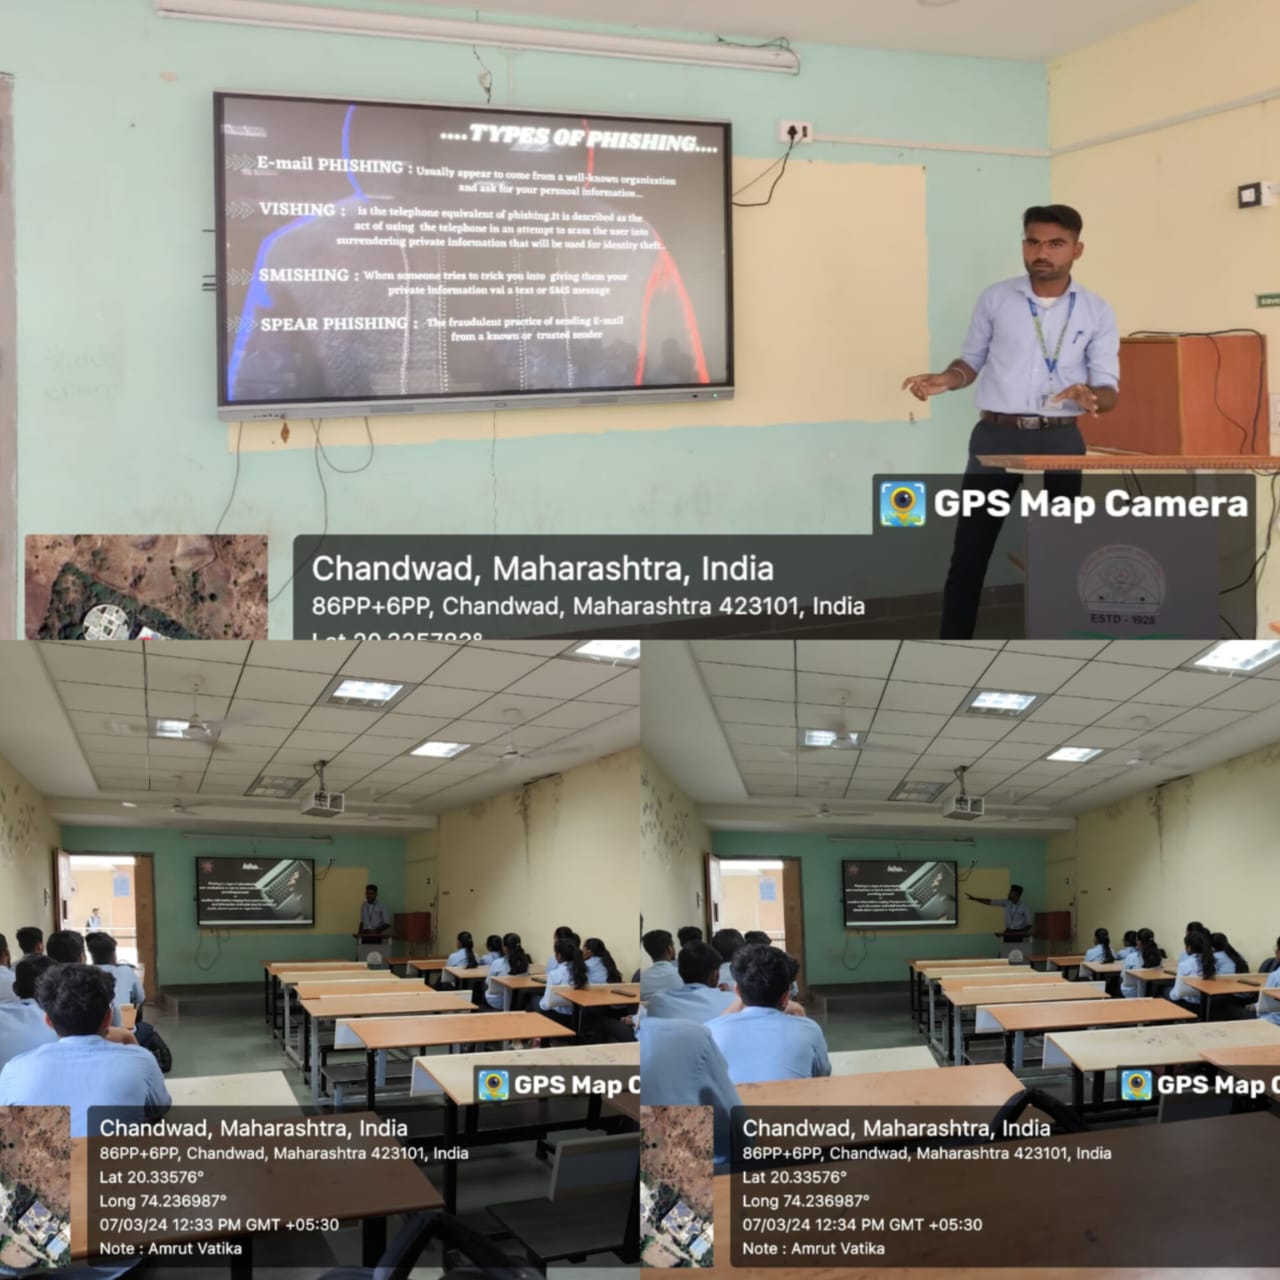 ....TYPES OF PHISHING....
E-mail PHISHING : Usually appear to come from a well-known organization
and ask for your personal information...
VISHING : is the telephone equivalent of phishing.It is described as the
act of using the telephone in an attempt to scam the user into
surrendering private information that will be used for identity theft..
SMISHING : When someone tries to trick you into giving them your
private information vai a text or SMS message
SPEAR PHISHING : The fraudulent practice of sending E-mail
from a known or trusted sender
save
GPS Map Camera
Chandwad, Maharashtra, India
86PP+6PP, Chandwad, Maharashtra 423101, India
ESTD - 1928
GPS Map C
Chandwad, Maharashtra, India
86PP+6PP, Chandwad, Maharashtra 423101, India
Lat 20.33576°
Long 74.236987°
07/03/24 12:33 PM GMT +05:30
Note : Amrut Vatika
GPS Map C
Chandwad, Maharashtra, India
86PP+6PP, Chandwad, Maharashtra 423101, India
Lat 20.33576°
Long 74.236987°
07/03/24 12:34 PM GMT +05:30
Note : Amrut Vatika